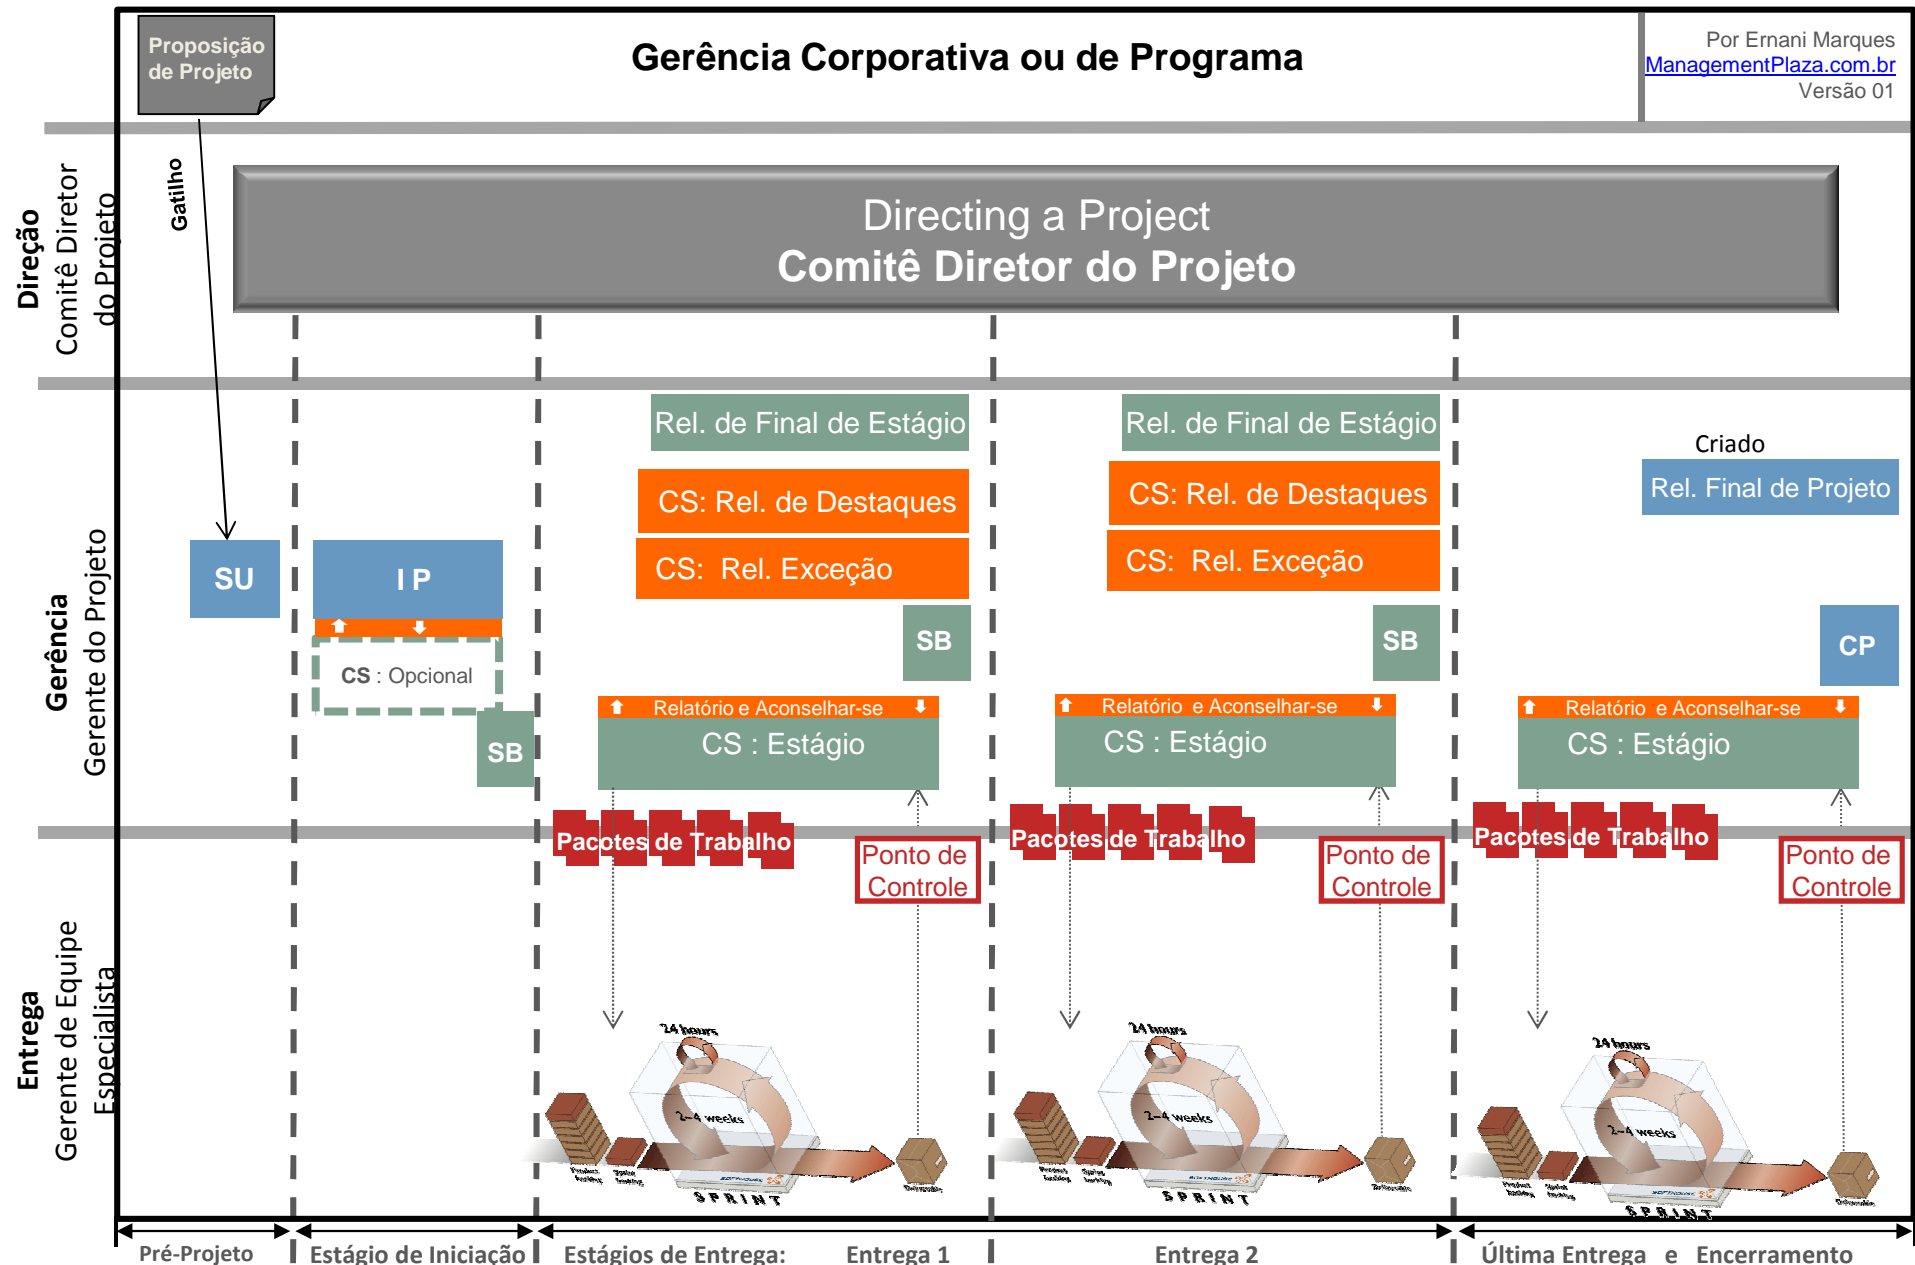 Proposição
de Projeto
Gerência Corporativa ou de Programa
Por Ernani Marques
ManagementPlaza.com.br
Versão 01
Direção
Comitê Diretor
do Projeto
Gatilho
Directing a Project
Comitê Diretor do Projeto
Gerência
Gerente do Projeto
SU
I P
CS : Opcional
SB
Rel. de Final de Estágio
CS: Rel. de Destaques
CS: Rel. Exceção
SB
Relatório e Aconselhar-se
CS : Estágio
Rel. de Final de Estágio
CS: Rel. de Destaques
CS: Rel. Exceção
SB
Relatório e Aconselhar-se
CS : Estágio
Criado
Rel. Final de Projeto
CP
Relatório e Aconselhar-se
CS : Estágio
Pacotes de Trabalho
Ponto de
Controle
Pacotes de Trabalho
Ponto de
Controle
Pacotes de Trabalho
Ponto de
Controle
Entrega
Gerente de Equipe
Especialista
24 hours
2–4 weeks
SOFTHOUSE
SPRINT
24 hours
2–4 weeks
SOFTHOUSE
SPRINT
24 hours
2–4 weeks
SOFTHOUSE
SPRINT
Pré-Projeto
Estágio de Iniciação
Estágios de Entrega: Entrega 1
Entrega 2
Última Entrega e Encerramento